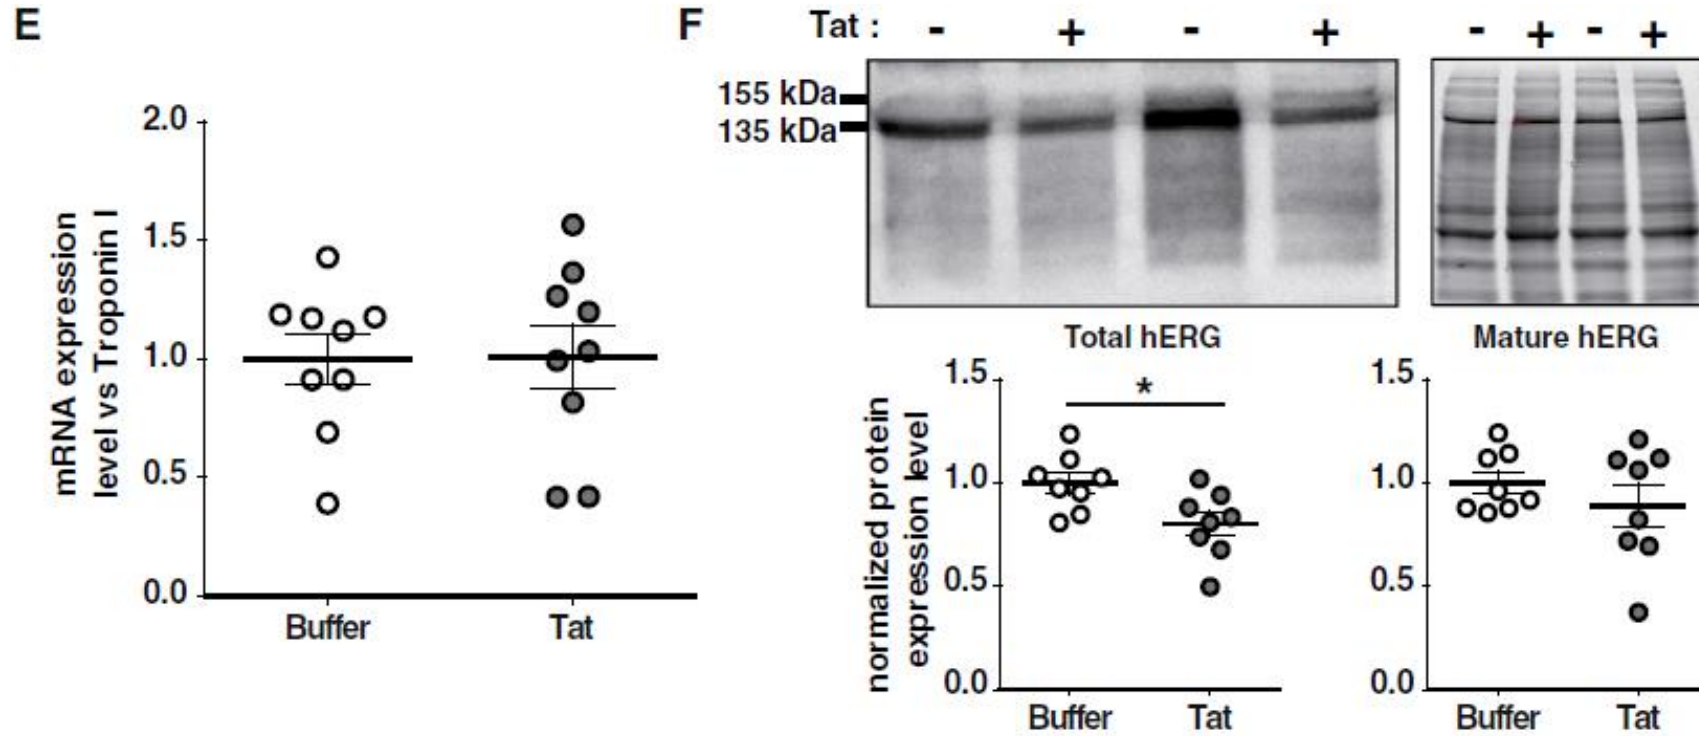 E
2.0
1.5
1.0
0.5
0.0
mRNA expression
level vs Troponin I
Buffer Tat
F
Tat : - + - +
- + - +
155 kDa
135 kDa
Total hERG
Mature hERG
1.5
1.0
0.5
0.0
*
normalized protein
expression level
Buffer Tat
1.5
1.0
0.5
0.0
Buffer Tat